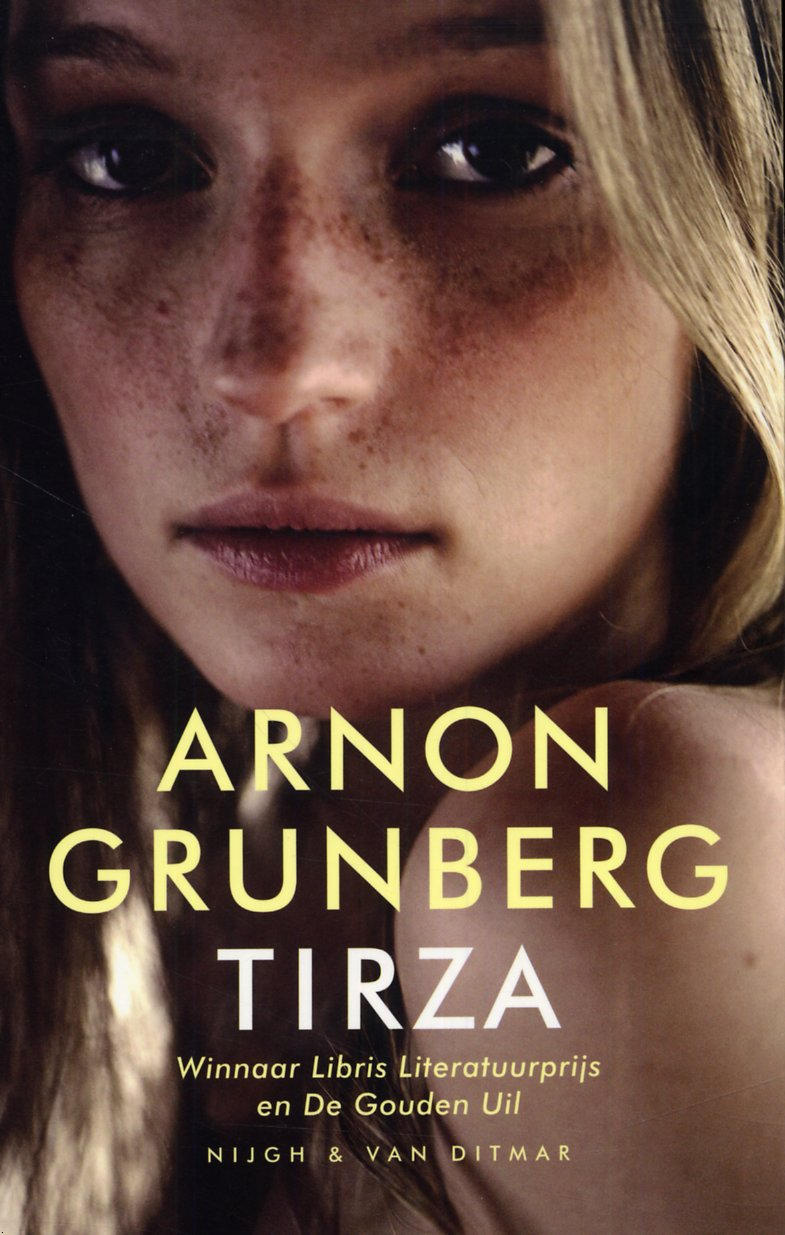 ARNON
GRUNBERG
TIRZA
Winnaar Libris Literatuurprijs
en De Gouden Uil
NIJGH & VAN DITMAR